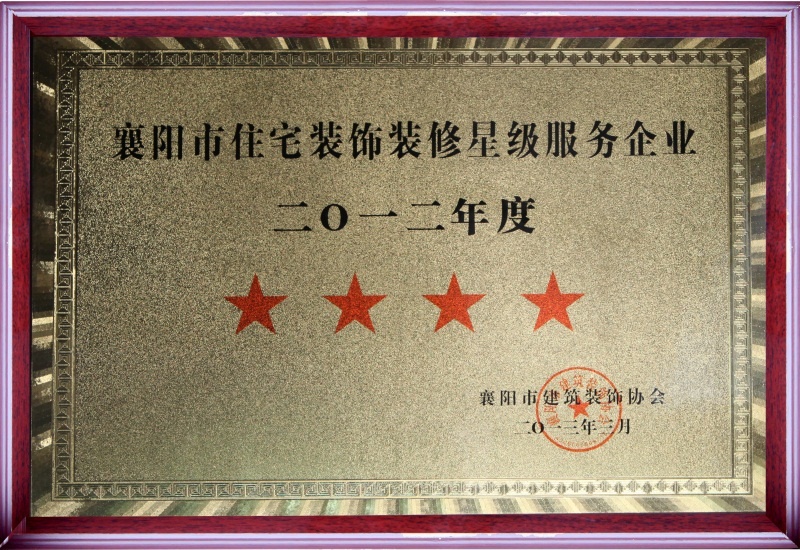 襄阳市住宅装饰装修星级服务企业
二O一二年度
襄阳市建筑装饰协会
二O一三年三月